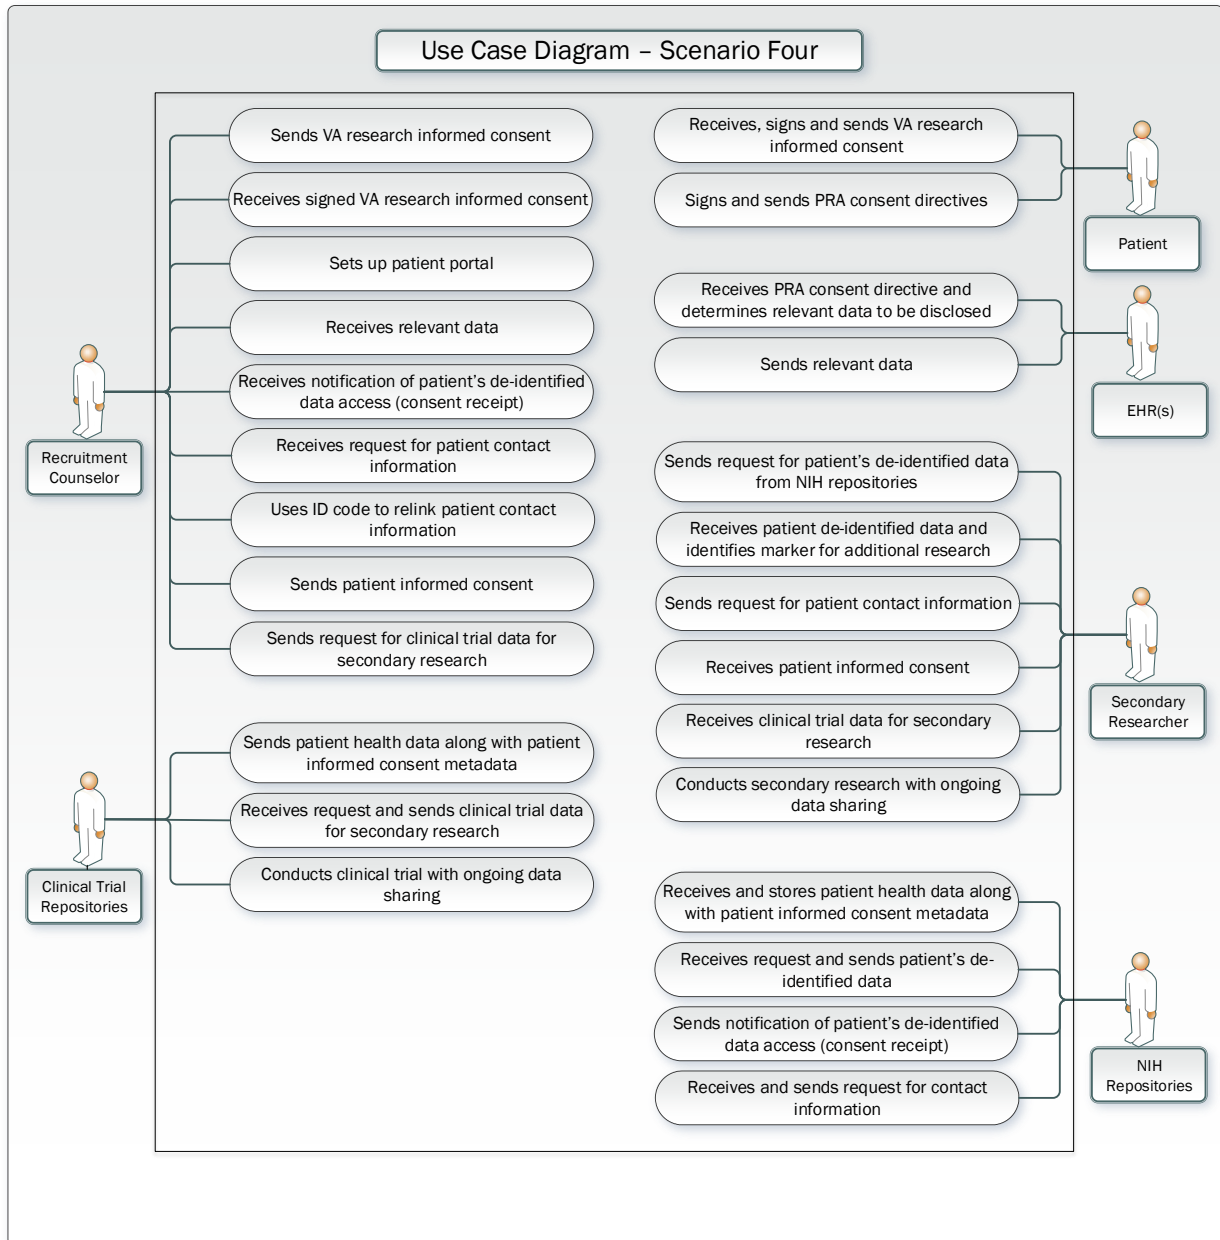 Use Case Diagram – Scenario Four
Sends VA research informed consent
Receives signed VA research informed consent
Sets up patient portal
Receives relevant data
Receives notification of patient’s de-identified
data access (consent receipt)
Receives request for patient contact
information
Uses ID code to relink patient contact
information
Sends patient informed consent
Sends request for clinical trial data for
secondary research
Recruitment
Counselor
Sends patient health data along with patient
informed consent metadata
Receives request and sends clinical trial data
for secondary research
Conducts clinical trial with ongoing data
sharing
Clinical Trial
Repositories
Receives, signs and sends VA research
informed consent
Signs and sends PRA consent directives
Patient
Receives PRA consent directive and
determines relevant data to be disclosed
Sends relevant data
EHR(s)
Sends request for patient’s de-identified data
from NIH repositories
Receives patient de-identified data and
identifies marker for additional research
Sends request for patient contact information
Receives patient informed consent
Receives clinical trial data for secondary
research
Conducts secondary research with ongoing
data sharing
Secondary
Researcher
Receives and stores patient health data along
with patient informed consent metadata
Receives request and sends patient’s de-
identified data
Sends notification of patient’s de-identified
data access (consent receipt)
Receives and sends request for contact
information
NIH
Repositories